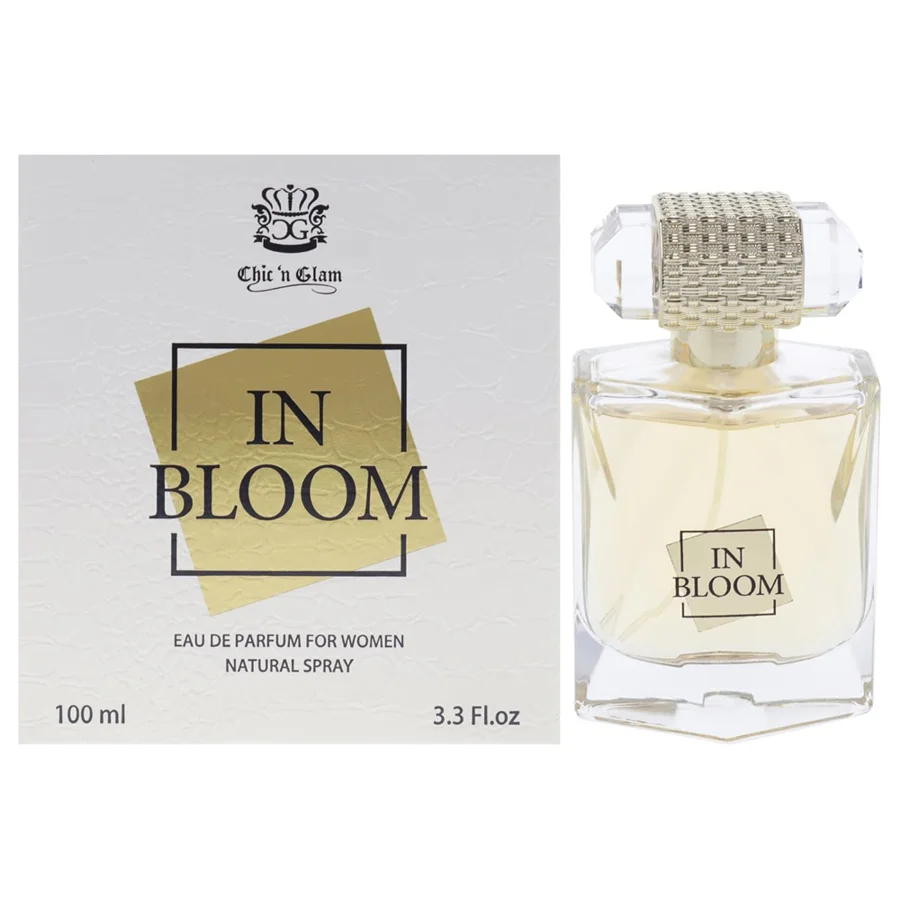 CG
Chic 'n Glam
IN
BLOOM
EAU DE PARFUM FOR WOMEN
NATURAL SPRAY
100 ml
3.3 Fl.oz
IN
BLOOM